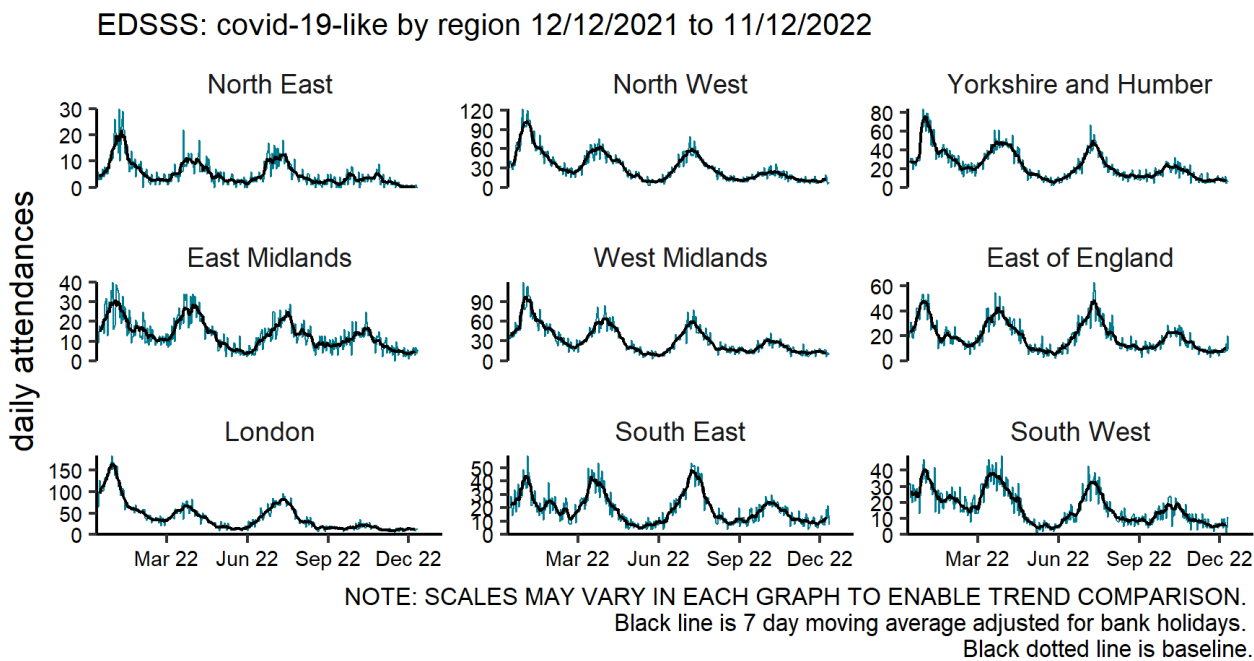 EDSSS: covid-19-like by region 12/12/2021 to 11/12/2022
daily attendances
North East
30
20
10
0
North West
120
90
60
30
0
Yorkshire and Humber
80
60
40
20
0
East Midlands
40
30
20
10
0
West Midlands
90
60
30
0
East of England
60
40
20
0
London
150
100
50
0
Mar 22 Jun 22 Sep 22 Dec 22
South East
50
40
30
20
10
0
Mar 22 Jun 22 Sep 22 Dec 22
South West
40
30
20
10
0
Mar 22 Jun 22 Sep 22 Dec 22
NOTE: SCALES MAY VARY IN EACH GRAPH TO ENABLE TREND COMPARISON.
Black line is 7 day moving average adjusted for bank holidays.
Black dotted line is baseline.